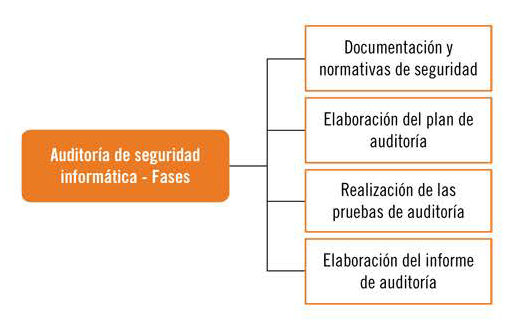 Auditoría de seguridad
informática - Fases
Documentación y
normativas de seguridad
Elaboración del plan de
auditoría
Realización de las
pruebas de auditoría
Elaboración del informe
de auditoría